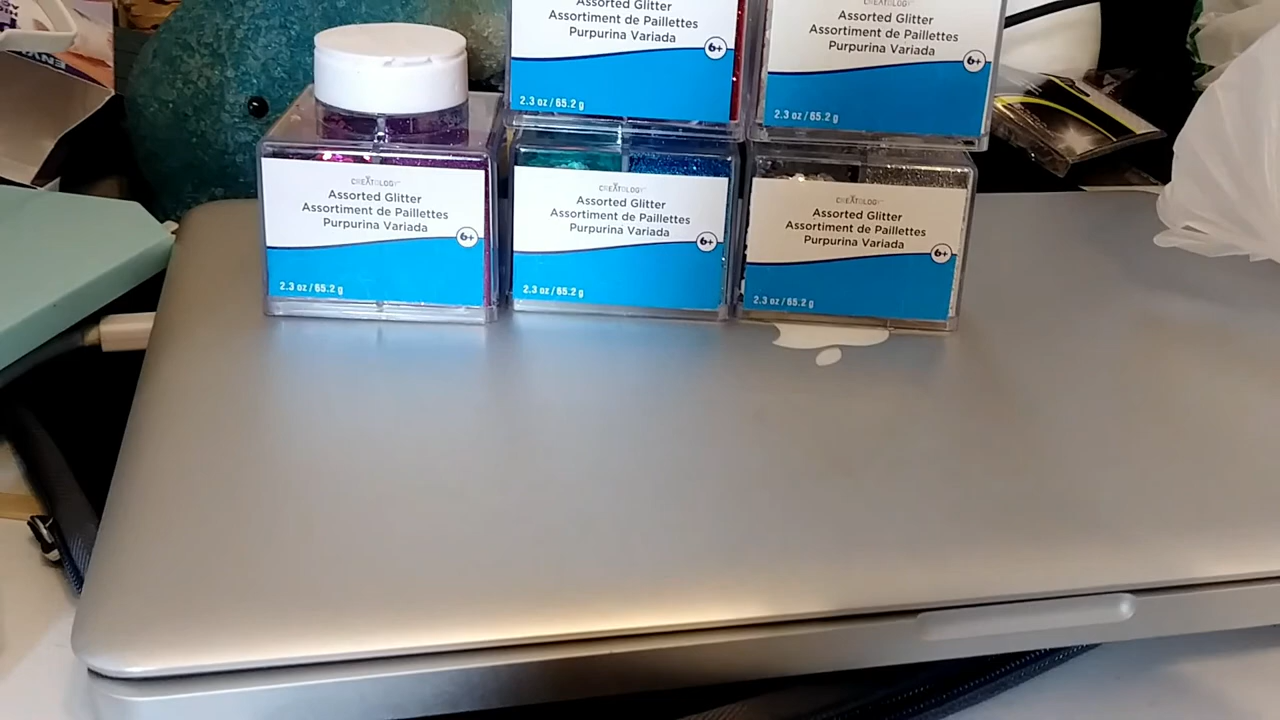 Assorted Glitter
Assortiment de Paillettes
Purpurina Variada
6+
2.3 oz / 65.2 g
CREATOLOGY
Assorted Glitter
Assortiment de Paillettes
Purpurina Variada
6+
2.3 oz / 65.2 g
CREATOLOGY
Assorted Glitter
Assortiment de Paillettes
Purpurina Variada
6+
2.3 oz / 65.2 g
CREATOLOGY
Assorted Glitter
Assortiment de Paillettes
Purpurina Variada
6+
2.3 oz / 65.2 g
CREATOLOGY
Assorted Glitter
Assortiment de Paillettes
Purpurina Variada
6+
2.3 oz / 65.2 g